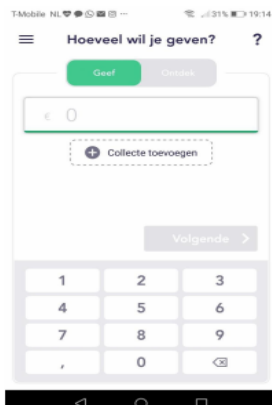 T-Mobile NL 31% 19:14
Hoeveel wil je geven? ?
Geef Ontdek
€ 0
Collecte toevoegen
Volgende >
1 2 3
4 5 6
7 8 9
, 0